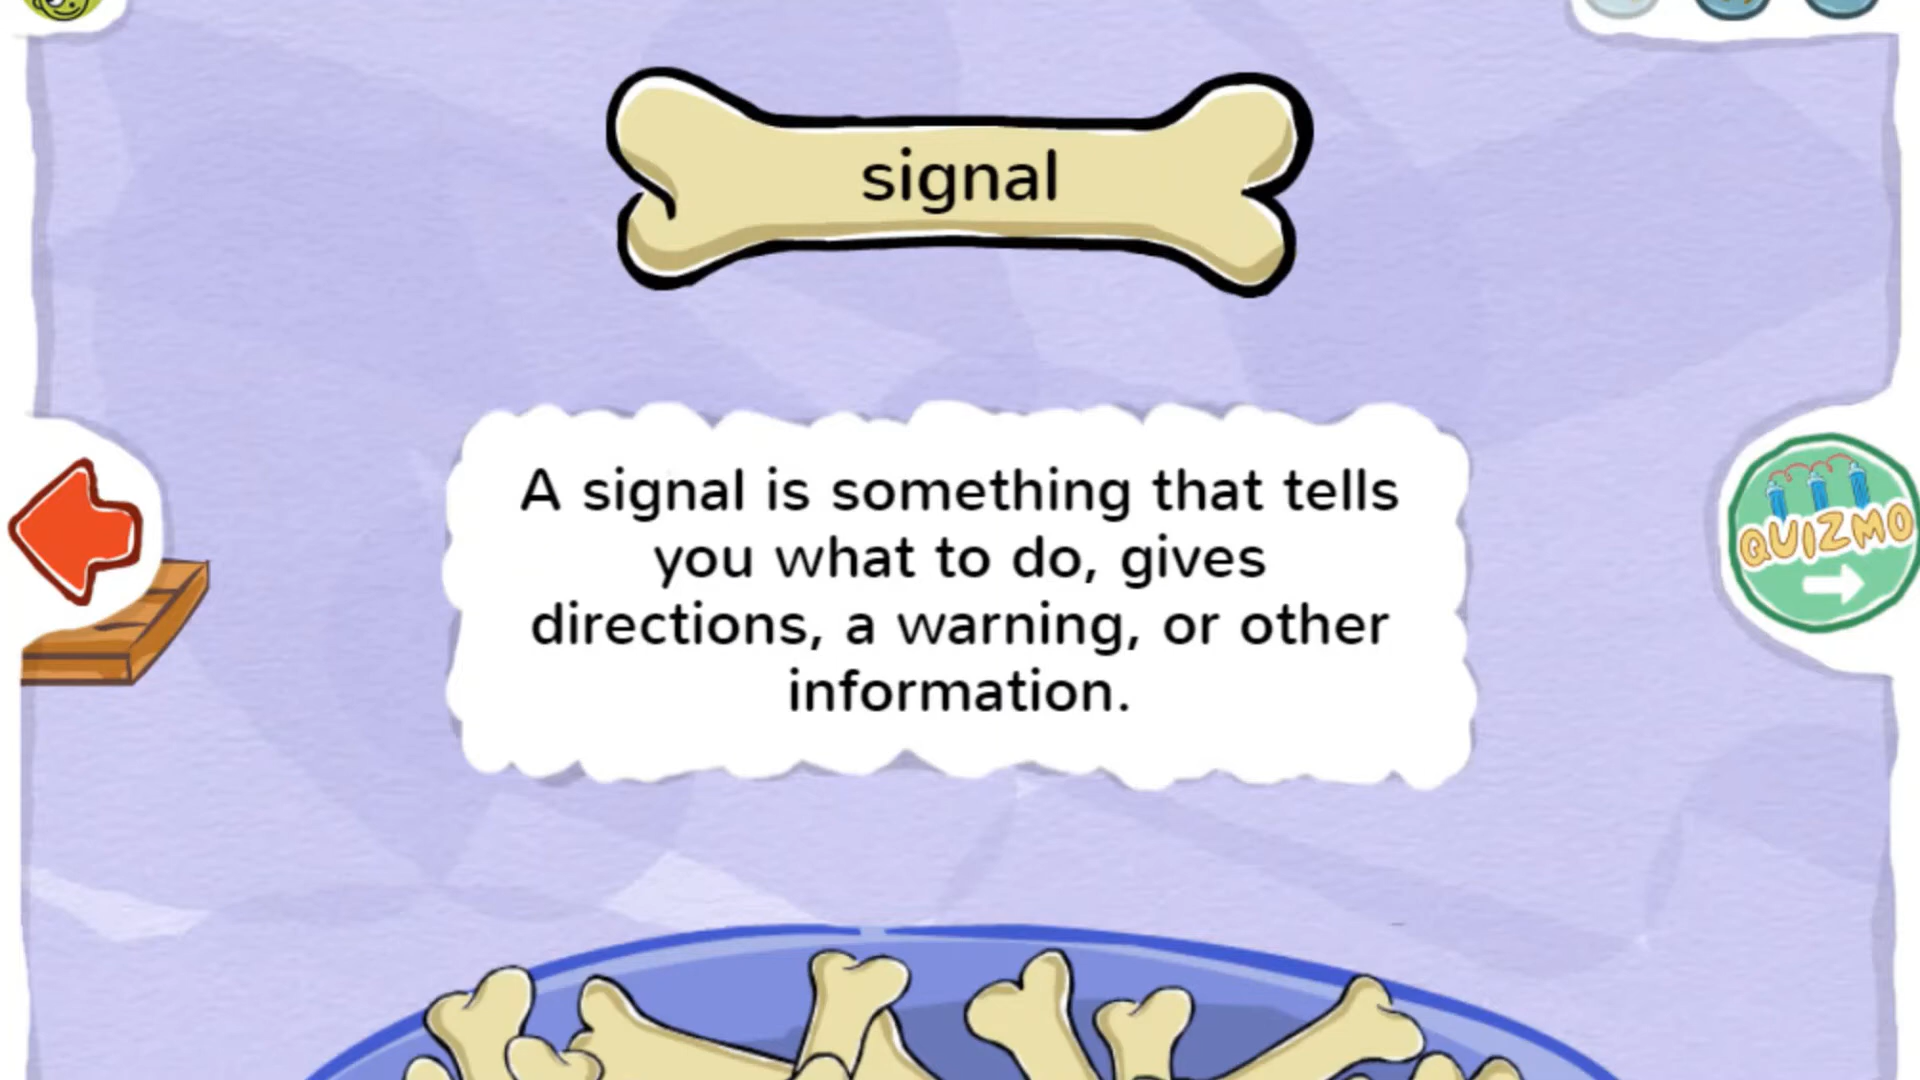 signal
A signal is something that tells
you what to do, gives
directions, a warning, or other
information.
QUIZMO